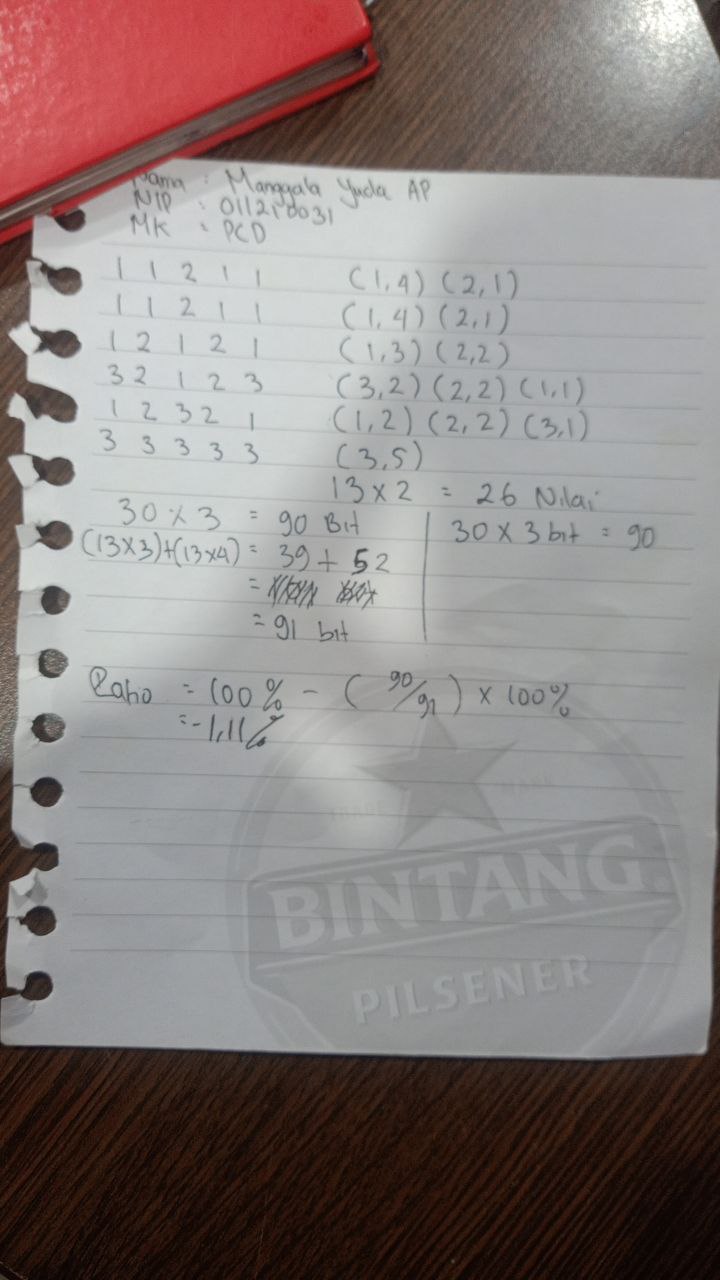 Nama : Manggala Yuda AP
NIP : 011210031
MK : PCD
1 1 2 1 1 (1,4) (2,1)
1 1 2 1 1 (1,4) (2,1)
1 2 1 2 1 (1,3) (2,2)
3 2 1 2 3 (3,2) (2,2) (1,1)
1 2 3 2 1 (1,2) (2,2) (3,1)
3 3 3 3 3 (3,5)
13 x 2 = 26 Nilai
30 x 3 = 90 Bit
(13x3)+(13x4) = 39 + 52
=
= 91 bit
30 x 3 bit = 90
Ratio = 100 % - (90/91) x 100%
= -1,11%
TRADE MARK
BINTANG
PILSENER